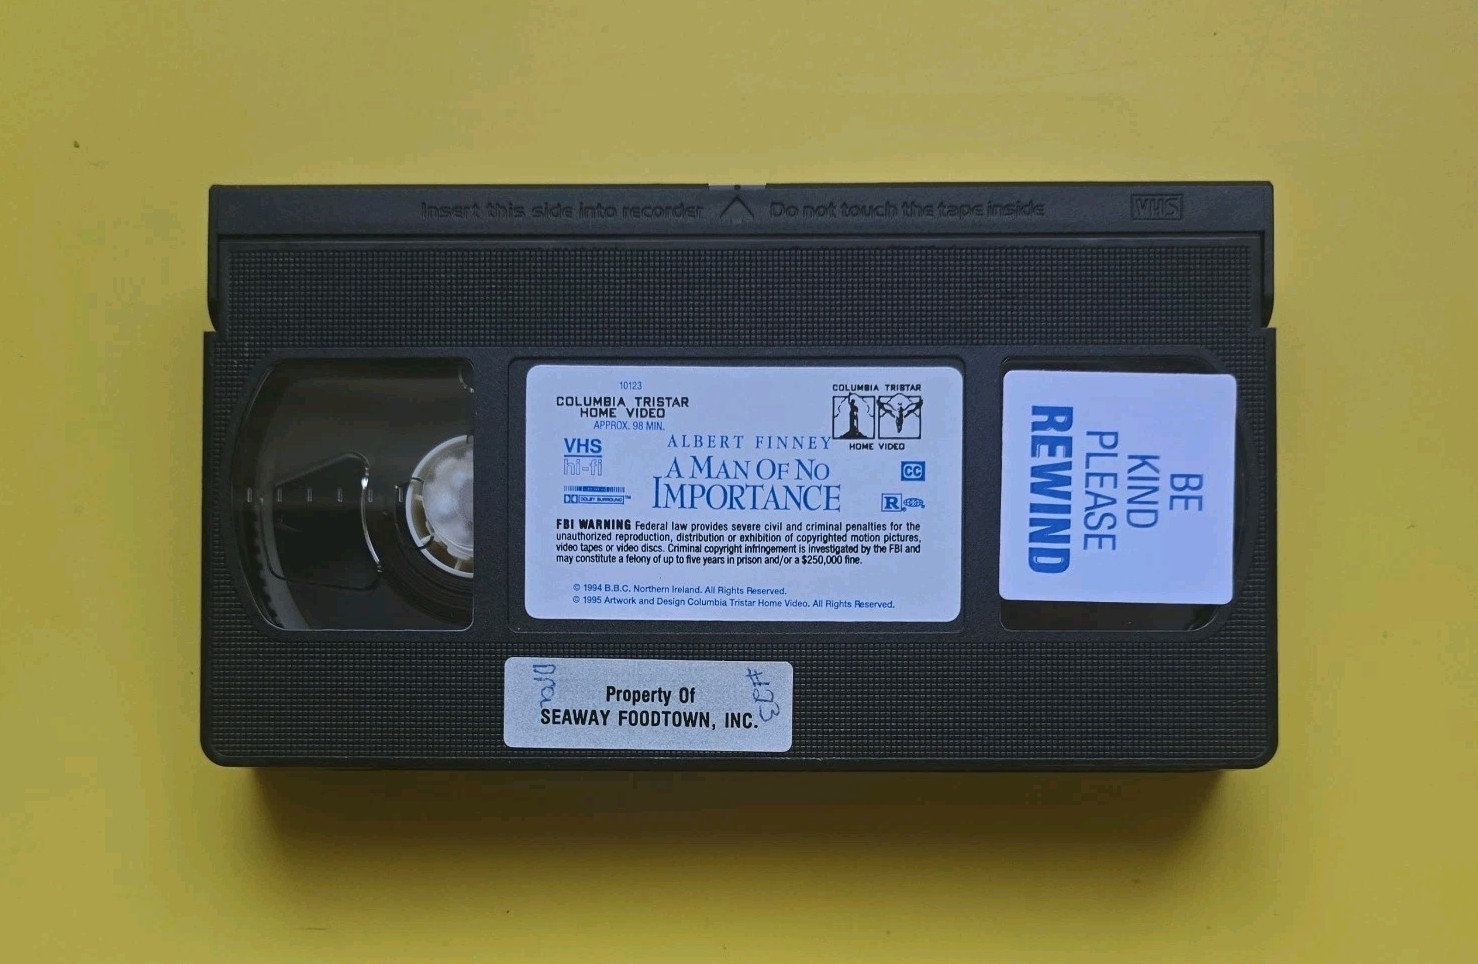 Insert this side into recorder Do not touch the tape inside VHS
10123
COLUMBIA TRISTAR
HOME VIDEO
APPROX. 98 MIN.
COLUMBIA TRISTAR
HOME VIDEO
VHS
hi-fi
DOLBY SURROUND™
ALBERT FINNEY
A MAN OF NO
IMPORTANCE
CC
R
FBI WARNING Federal law provides severe civil and criminal penalties for the
unauthorized reproduction, distribution or exhibition of copyrighted motion pictures,
video tapes or video discs. Criminal copyright infringement is investigated by the FBI and
may constitute a felony of up to five years in prison and/or a $250,000 fine.
© 1994 B.B.C. Northern Ireland. All Rights Reserved.
© 1995 Artwork and Design Columbia Tristar Home Video. All Rights Reserved.
BE
KIND
PLEASE
REWIND
Property Of
SEAWAY FOODTOWN, INC.
#123